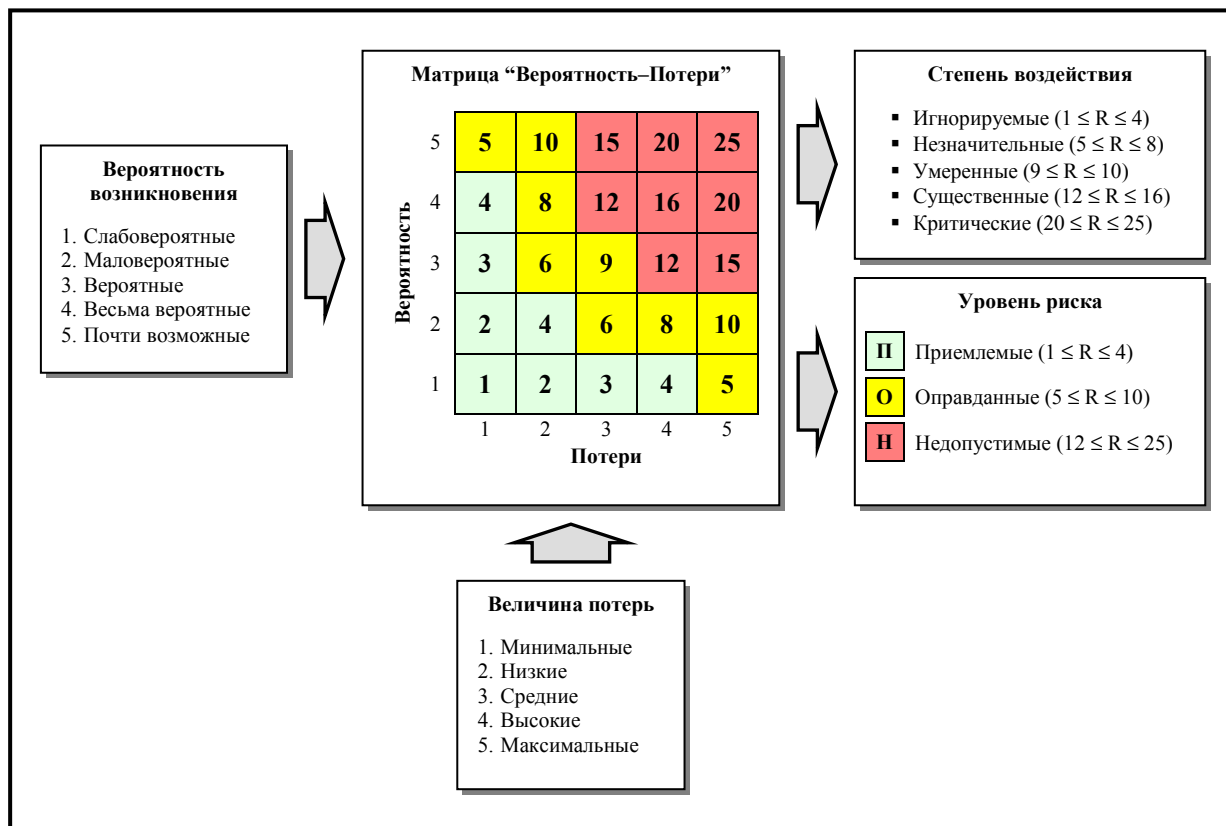 Вероятность
возникновения
1. Слабовероятные
2. Маловероятные
3. Вероятные
4. Весьма вероятные
5. Почти возможные
Матрица “Вероятность–Потери”
Вероятность
5 5 10 15 20 25
4 4 8 12 16 20
3 3 6 9 12 15
2 2 4 6 8 10
1 1 2 3 4 5
1 2 3 4 5
Потери
Степень воздействия
▪ Игнорируемые (1 ≤ R ≤ 4)
▪ Незначительные (5 ≤ R ≤ 8)
▪ Умеренные (9 ≤ R ≤ 10)
▪ Существенные (12 ≤ R ≤ 16)
▪ Критические (20 ≤ R ≤ 25)
Уровень риска
П Приемлемые (1 ≤ R ≤ 4)
О Оправданные (5 ≤ R ≤ 10)
Н Недопустимые (12 ≤ R ≤ 25)
Величина потерь
1. Минимальные
2. Низкие
3. Средние
4. Высокие
5. Максимальные